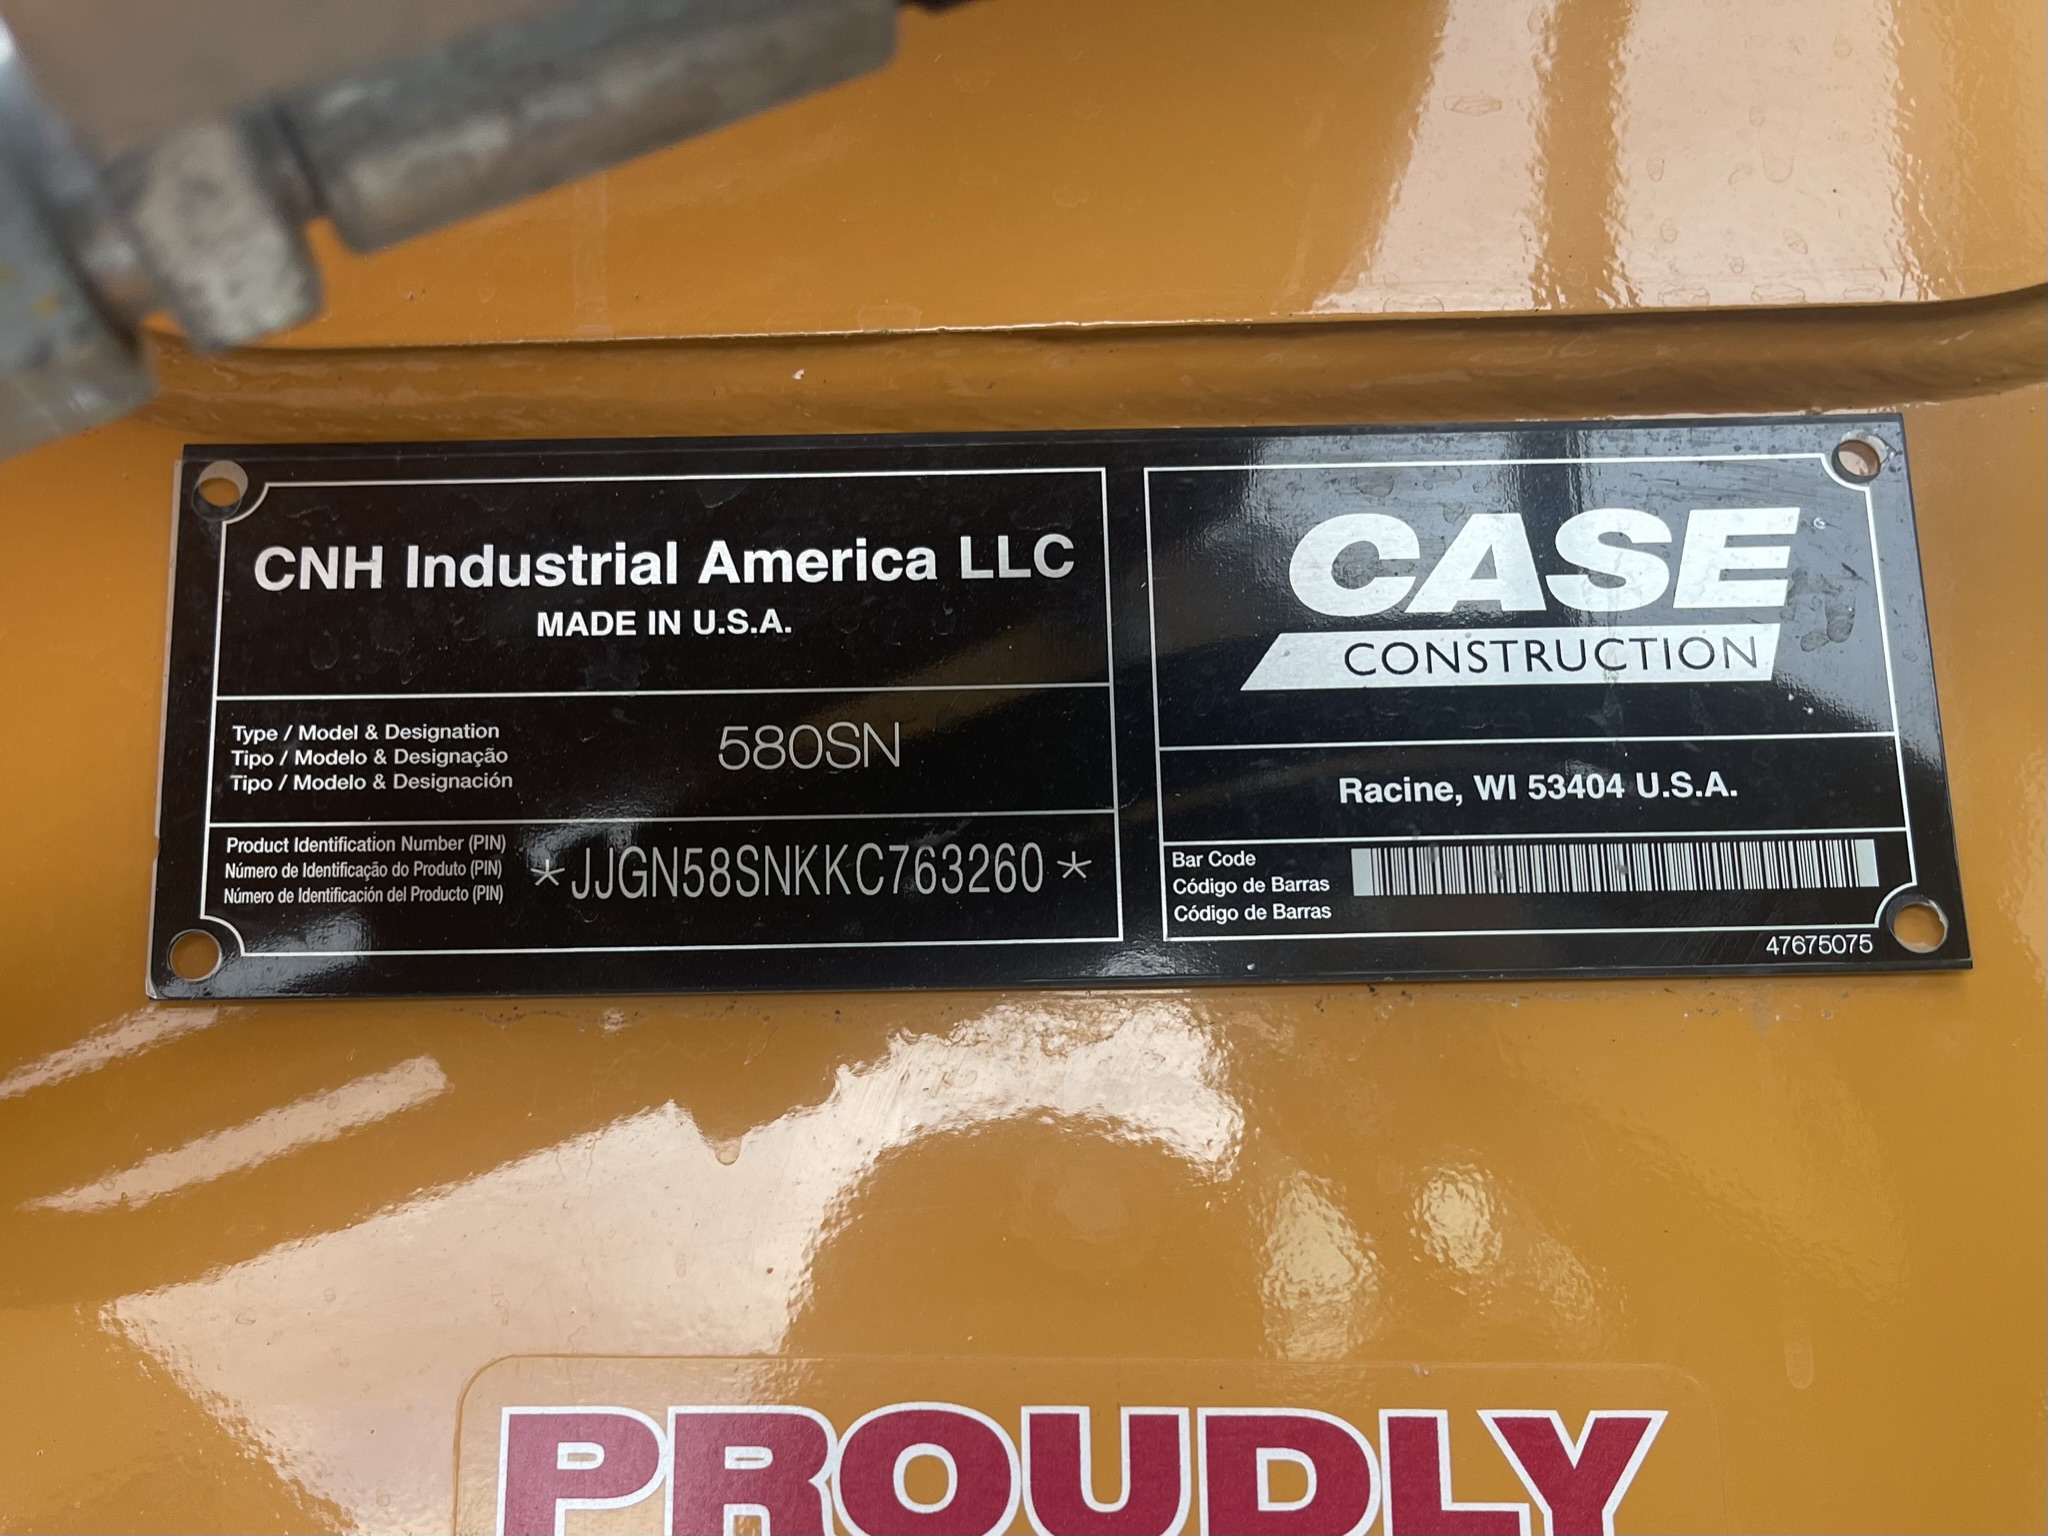 CNH Industrial America LLC
MADE IN U.S.A.
Type / Model & Designation
Tipo / Modelo & Designação
Tipo / Modelo & Designación
580SN
Product Identification Number (PIN)
Número de Identificação do Produto (PIN)
Número de Identificación del Producto (PIN)
*JJGN58SNKKC763260*
CASE
CONSTRUCTION
Racine, WI 53404 U.S.A.
Bar Code
Código de Barras
Código de Barras
47675075
PROUDLY